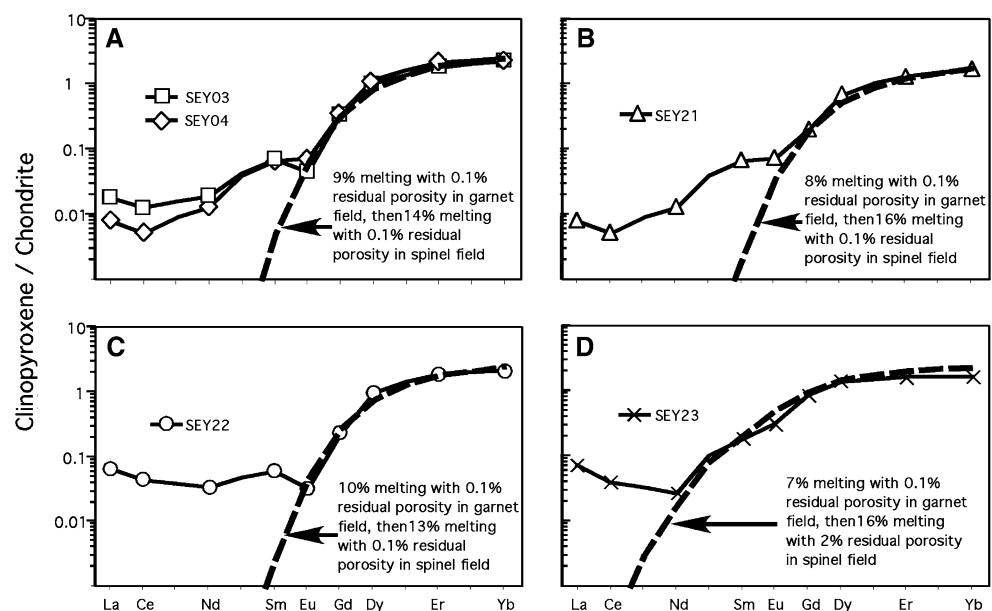 Clinopyroxene / Chondrite
10
1
0.1
0.01
A
SEY03
SEY04
9% melting with 0.1%
residual porosity in garnet
field, then14% melting
with 0.1% residual
porosity in spinel field
B
SEY21
8% melting with 0.1%
residual porosity in garnet
field, then16% melting
with 0.1% residual
porosity in spinel field
10
1
0.1
0.01
C
SEY22
10% melting with 0.1%
residual porosity in garnet
field, then13% melting
with 0.1% residual
porosity in spinel field
La Ce Nd Sm Eu Gd Dy Er Yb
D
SEY23
7% melting with 0.1%
residual porosity in garnet
field, then16% melting
with 2% residual porosity
in spinel field
La Ce Nd Sm Eu Gd Dy Er Yb